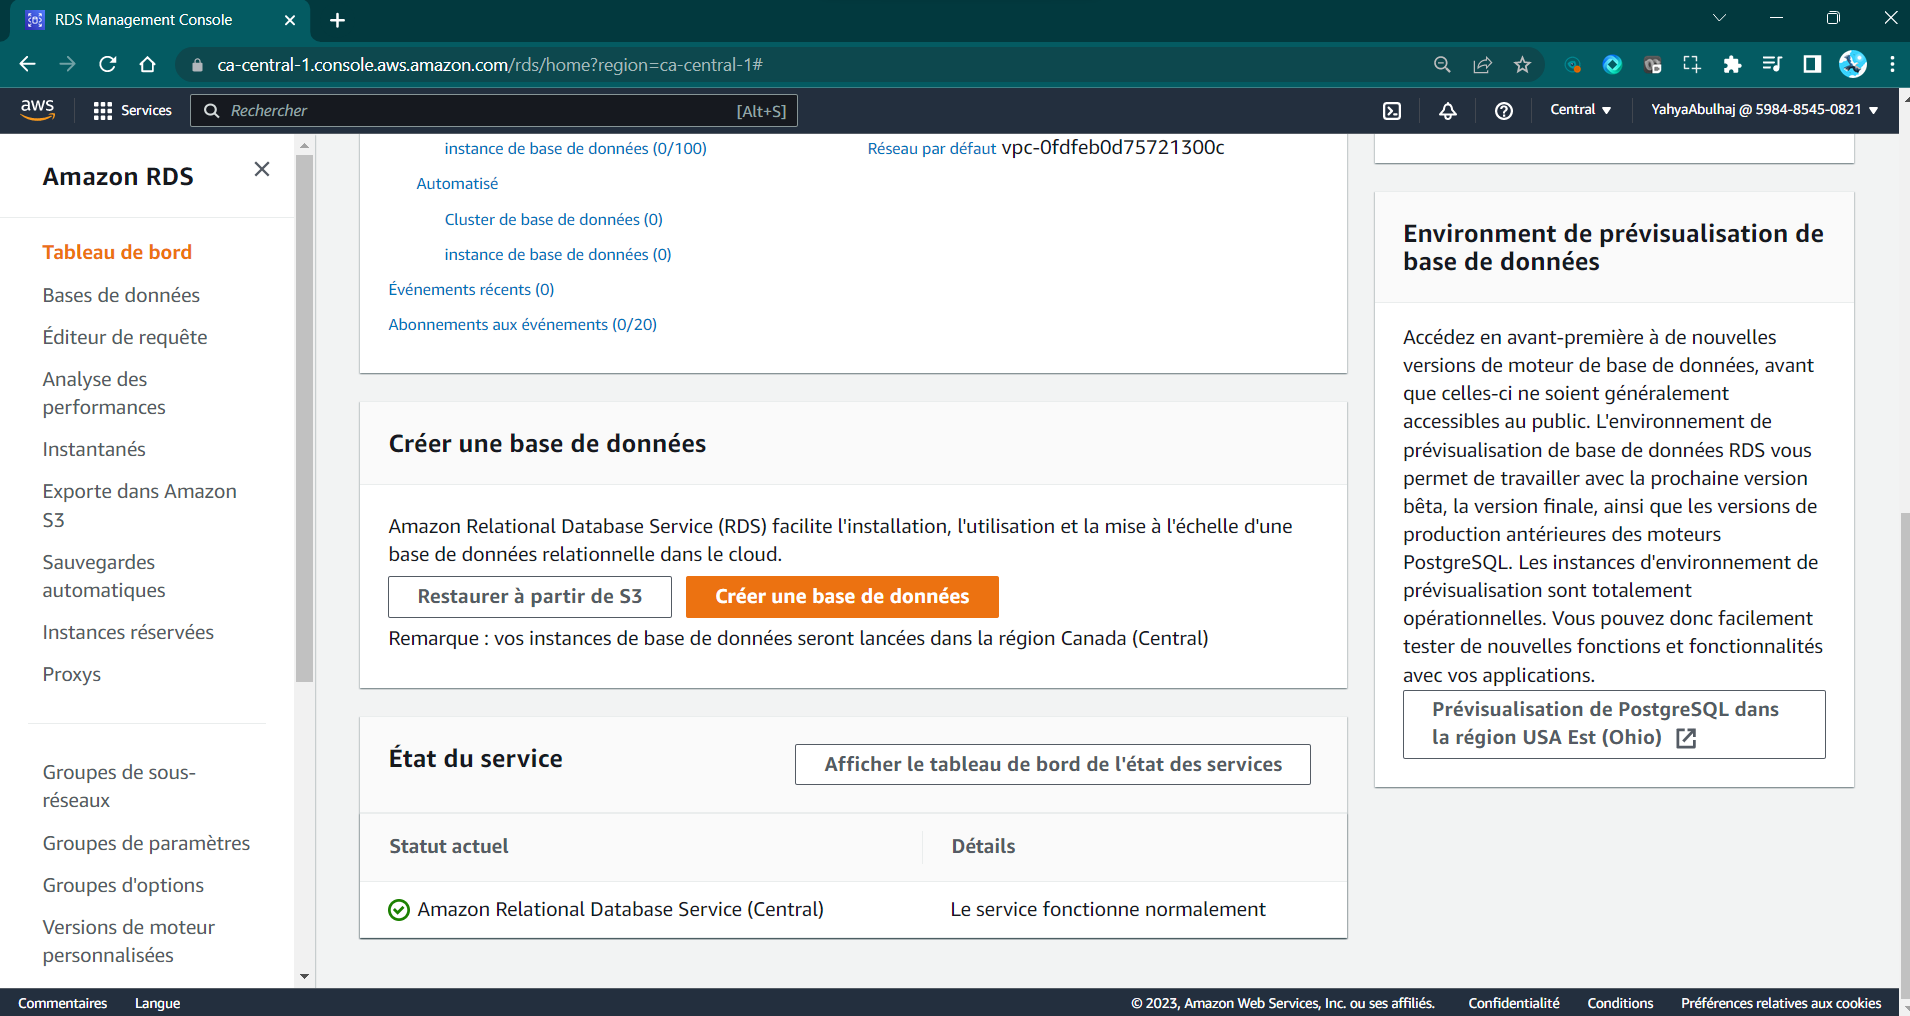 RDS Management Console
ca-central-1.console.aws.amazon.com/rds/home?region=ca-central-1#
aws
Services
Rechercher
[Alt+S]
Central
YahyaAbulhaj @ 5984-8545-0821
Amazon RDS
Tableau de bord
Bases de données
Éditeur de requête
Analyse des
performances
Instantanés
Exporte dans Amazon
S3
Sauvegardes
automatiques
Instances réservées
Proxys
Groupes de sous-
réseaux
Groupes de paramètres
Groupes d'options
Versions de moteur
personnalisées
instance de base de données (0/100)
Automatisé
Cluster de base de données (0)
instance de base de données (0)
Événements récents (0)
Abonnements aux événements (0/20)
Réseau par défaut vpc-0fdfeb0d75721300c
Créer une base de données
Amazon Relational Database Service (RDS) facilite l'installation, l'utilisation et la mise à l'échelle d'une
base de données relationnelle dans le cloud.
Restaurer à partir de S3
Créer une base de données
Remarque : vos instances de base de données seront lancées dans la région Canada (Central)
État du service
Afficher le tableau de bord de l'état des services
Statut actuel
Détails
Amazon Relational Database Service (Central)
Le service fonctionne normalement
Environment de prévisualisation de
base de données
Accédez en avant-première à de nouvelles
versions de moteur de base de données, avant
que celles-ci ne soient généralement
accessibles au public. L'environnement de
prévisualisation de base de données RDS vous
permet de travailler avec la prochaine version
bêta, la version finale, ainsi que les versions de
production antérieures des moteurs
PostgreSQL. Les instances d'environnement de
prévisualisation sont totalement
opérationnelles. Vous pouvez donc facilement
tester de nouvelles fonctions et fonctionnalités
avec vos applications.
Prévisualisation de PostgreSQL dans
la région USA Est (Ohio)
Commentaires
Langue
© 2023, Amazon Web Services, Inc. ou ses affiliés.
Confidentialité
Conditions
Préférences relatives aux cookies